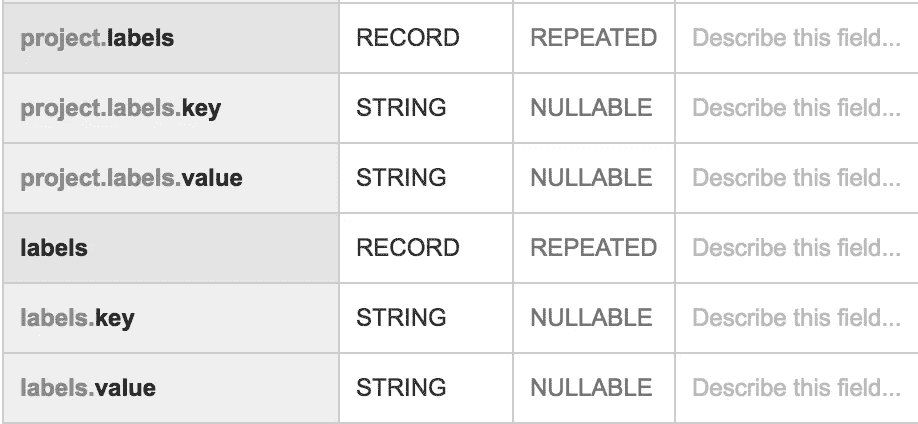 project.labels RECORD REPEATED Describe this field...
project.labels.key STRING NULLABLE Describe this field...
project.labels.value STRING NULLABLE Describe this field...
labels RECORD REPEATED Describe this field...
labels.key STRING NULLABLE Describe this field...
labels.value STRING NULLABLE Describe this field...